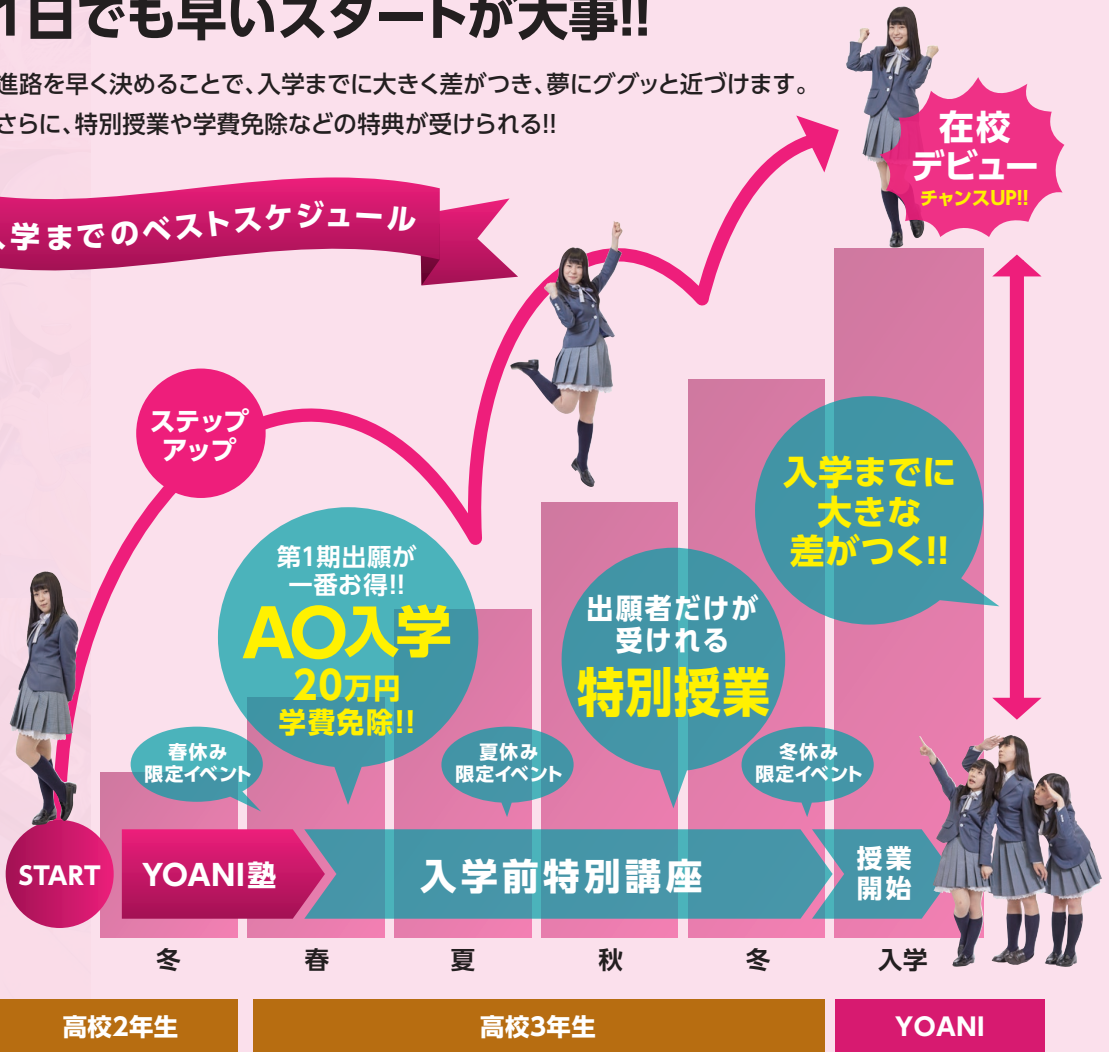 1日でも早いスタートが大事!!
進路を早く決めることで、入学までに大きく差がつき、夢にググッと近づけます。
さらに、特別授業や学費免除などの特典が受けられる!!
入学までのベストスケジュール
在校
デビュー
チャンスUP!!
ステップ
アップ
入学までに
大きな
差がつく!!
第1期出願が
一番お得!!
AO入学
20万円
学費免除!!
出願者だけが
受けれる
特別授業
春休み
限定イベント
夏休み
限定イベント
冬休み
限定イベント
START
YOANI塾
入学前特別講座
授業
開始
冬
春
夏
秋
冬
入学
高校2年生
高校3年生
YOANI